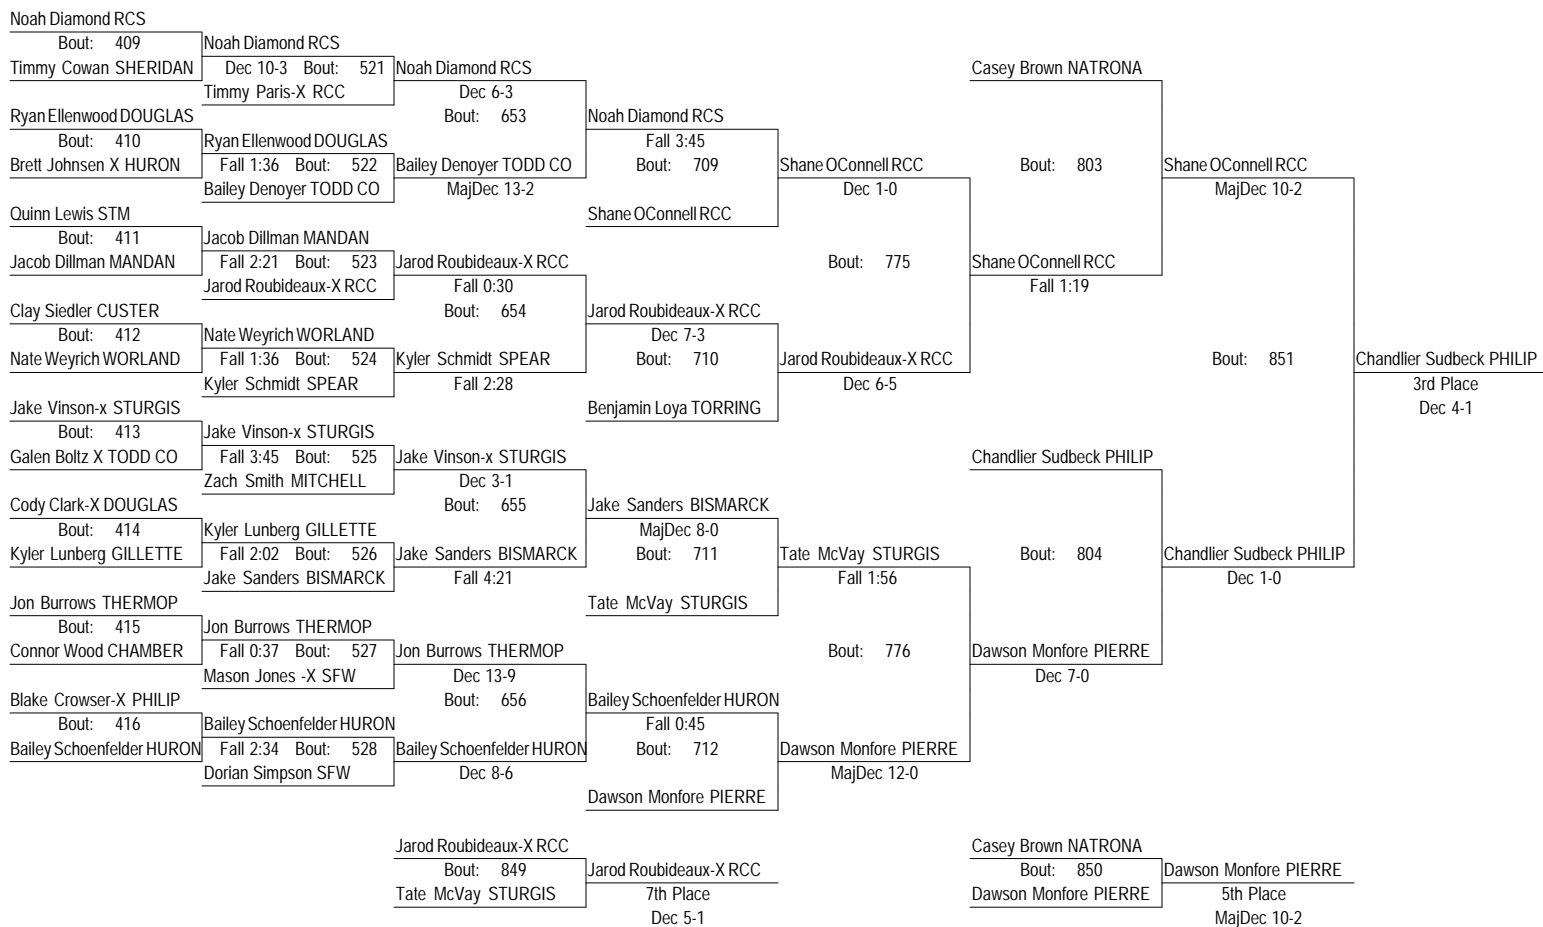 Noah Diamond RCS
Bout: 409 Noah Diamond RCS
Timmy Cowan SHERIDAN Dec 10-3 Bout: 521 Noah Diamond RCS Casey Brown NATRONA
Timmy Paris-X RCC Dec 6-3
Ryan Ellenwood DOUGLAS Bout: 653 Noah Diamond RCS
Bout: 410 Ryan Ellenwood DOUGLAS Fall 3:45
Brett Johnsen X HURON Fall 1:36 Bout: 522 Bailey Denoyer TODD CO Bout: 709 Shane OConnell RCC Bout: 803 Shane OConnell RCC
Bailey Denoyer TODD CO MajDec 13-2 Dec 1-0 MajDec 10-2
Quinn Lewis STM Shane OConnell RCC
Bout: 411 Jacob Dillman MANDAN
Jacob Dillman MANDAN Fall 2:21 Bout: 523 Jarod Roubideaux-X RCC Bout: 775 Shane OConnell RCC
Jarod Roubideaux-X RCC Fall 0:30 Fall 1:19
Clay Siedler CUSTER Bout: 654 Jarod Roubideaux-X RCC
Bout: 412 Nate Weyrich WORLAND Dec 7-3
Nate Weyrich WORLAND Fall 1:36 Bout: 524 Kyler Schmidt SPEAR Bout: 710 Jarod Roubideaux-X RCC Bout: 851 Chandlier Sudbeck PHILIP
Kyler Schmidt SPEAR Fall 2:28 Dec 6-5 3rd Place
Jake Vinson-x STURGIS Benjamin Loya TORRING Dec 4-1
Bout: 413 Jake Vinson-x STURGIS
Galen Boltz X TODD CO Fall 3:45 Bout: 525 Jake Vinson-x STURGIS Chandlier Sudbeck PHILIP
Zach Smith MITCHELL Dec 3-1
Cody Clark-X DOUGLAS Bout: 655 Jake Sanders BISMARCK
Bout: 414 Kyler Lunberg GILLETTE MajDec 8-0
Kyler Lunberg GILLETTE Fall 2:02 Bout: 526 Jake Sanders BISMARCK Bout: 711 Tate McVay STURGIS Bout: 804 Chandlier Sudbeck PHILIP
Jake Sanders BISMARCK Fall 4:21 Fall 1:56 Dec 1-0
Jon Burrows THERMOP Tate McVay STURGIS
Bout: 415 Jon Burrows THERMOP
Connor Wood CHAMBER Fall 0:37 Bout: 527 Jon Burrows THERMOP Bout: 776 Dawson Monfore PIERRE
Mason Jones -X SFW Dec 13-9 Dec 7-0
Blake Crowser-X PHILIP Bout: 656 Bailey Schoenfelder HURON
Bout: 416 Bailey Schoenfelder HURON Fall 0:45
Bailey Schoenfelder HURON Fall 2:34 Bout: 528 Bailey Schoenfelder HURON Bout: 712 Dawson Monfore PIERRE
Dorian Simpson SFW Dec 8-6 MajDec 12-0
Dawson Monfore PIERRE
Jarod Roubideaux-X RCC Casey Brown NATRONA
Bout: 849 Jarod Roubideaux-X RCC Bout: 850 Dawson Monfore PIERRE
Tate McVay STURGIS 7th Place Dawson Monfore PIERRE 5th Place
Dec 5-1 MajDec 10-2